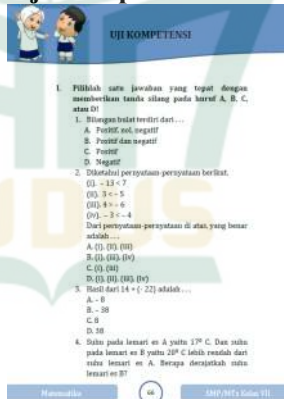 UJI KOMPETENSI
I. Pilihlah satu jawaban yang tepat dengan
memberikan tanda silang pada huruf A, B, C,
atau D!
1. Bilangan bulat terdiri dari . . .
A. Positif, nol, negatif
B. Positif dan negatif
C. Positif
D. Negatif
2. Diketahui pernyataan-pernyataan berikut.
(i). – 3 < 7
(ii). 3 < – 5
(iii). 4 > – 6
(iv). – 3 < – 4
Dari pernyataan-pernyataan di atas, yang benar
adalah . . .
A. (i), (ii), (iii)
B. (i), (iii), (iv)
C. (i), (iii)
D. (i), (ii), (iii), (iv)
3. Hasil dari 14 + (- 22) adalah . . .
A. – 8
B. – 38
C. 8
D. 38
4. Suhu pada lemari es A yaitu 17⁰ C. Dan suhu
pada lemari es B yaitu 20⁰ C lebih rendah dari
suhu lemari es A. Berapa derajatkah suhu
lemari es B?
Matematika
66
SMP/MTs Kelas VII